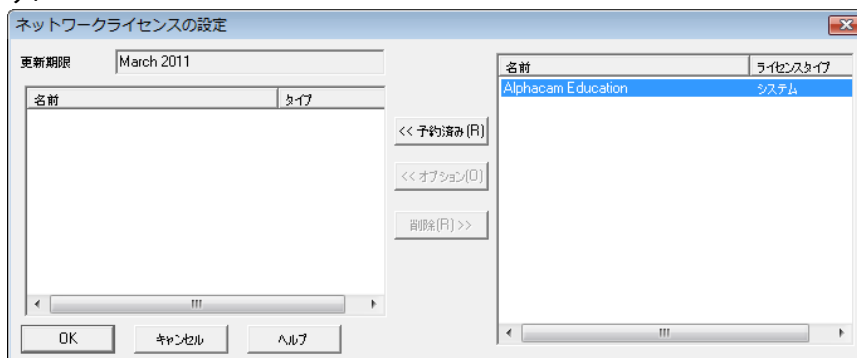 ネットワークライセンスの設定
更新期限 March 2011
名前 タイプ
<< 予約済み(R)
<< オプション(O)
削除(R) >>
OK キャンセル ヘルプ
名前 ライセンスタイプ
Alphacam Education システム